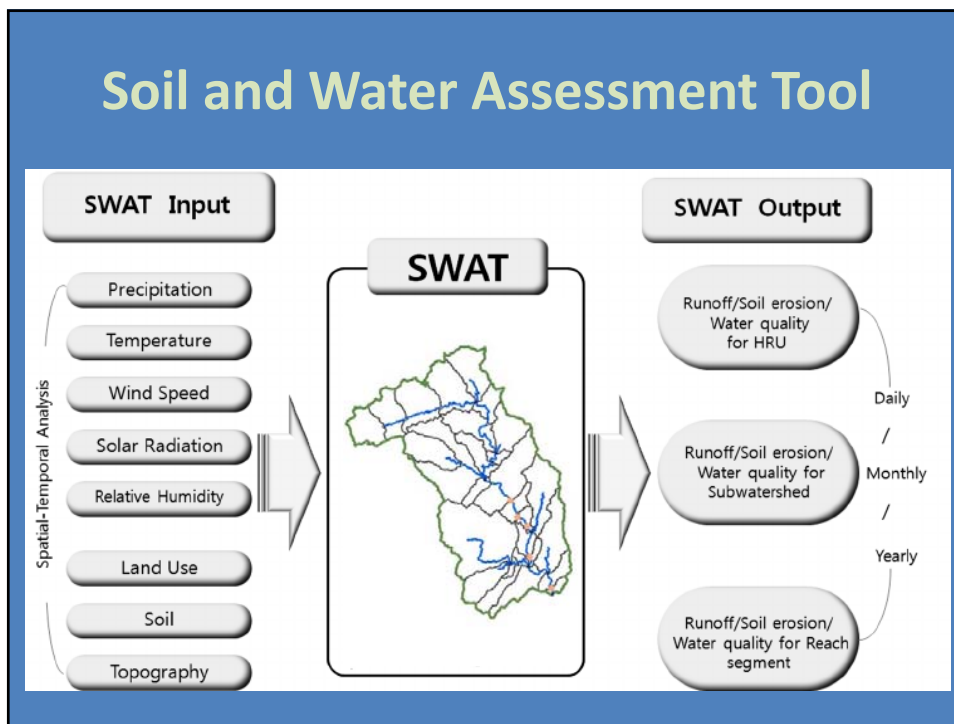 Soil and Water Assessment Tool
SWAT Input
Spatial-Temporal Analysis
Precipitation
Temperature
Wind Speed
Solar Radiation
Relative Humidity
Land Use
Soil
Topography
SWAT
SWAT Output
Runoff/Soil erosion/
Water quality
for HRU
Runoff/Soil erosion/
Water quality for
Subwatershed
Runoff/Soil erosion/
Water quality for Reach
segment
Daily
/
Monthly
/
Yearly